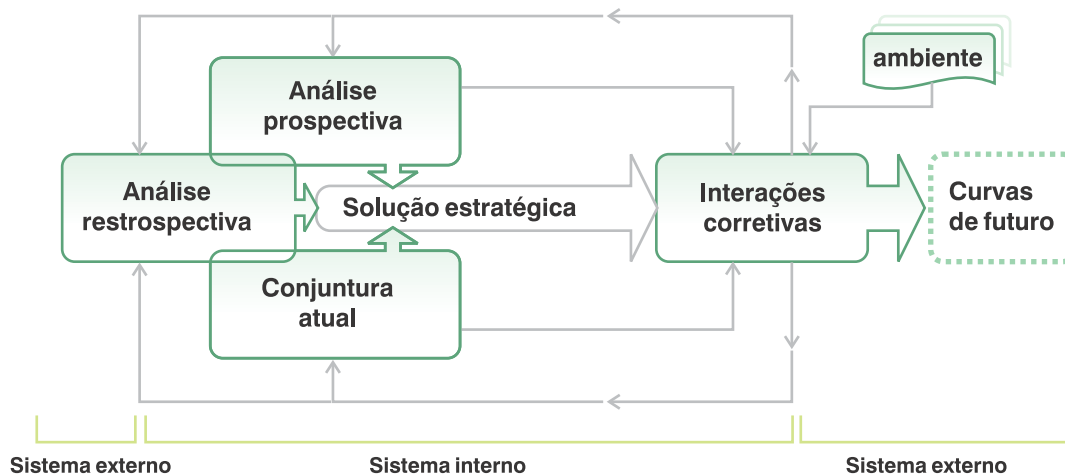 ambiente
Análise
prospectiva
Análise
restrospectiva
Solução estratégica
Interações
corretivas
Curvas
de futuro
Conjuntura
atual
Sistema externo
Sistema interno
Sistema externo